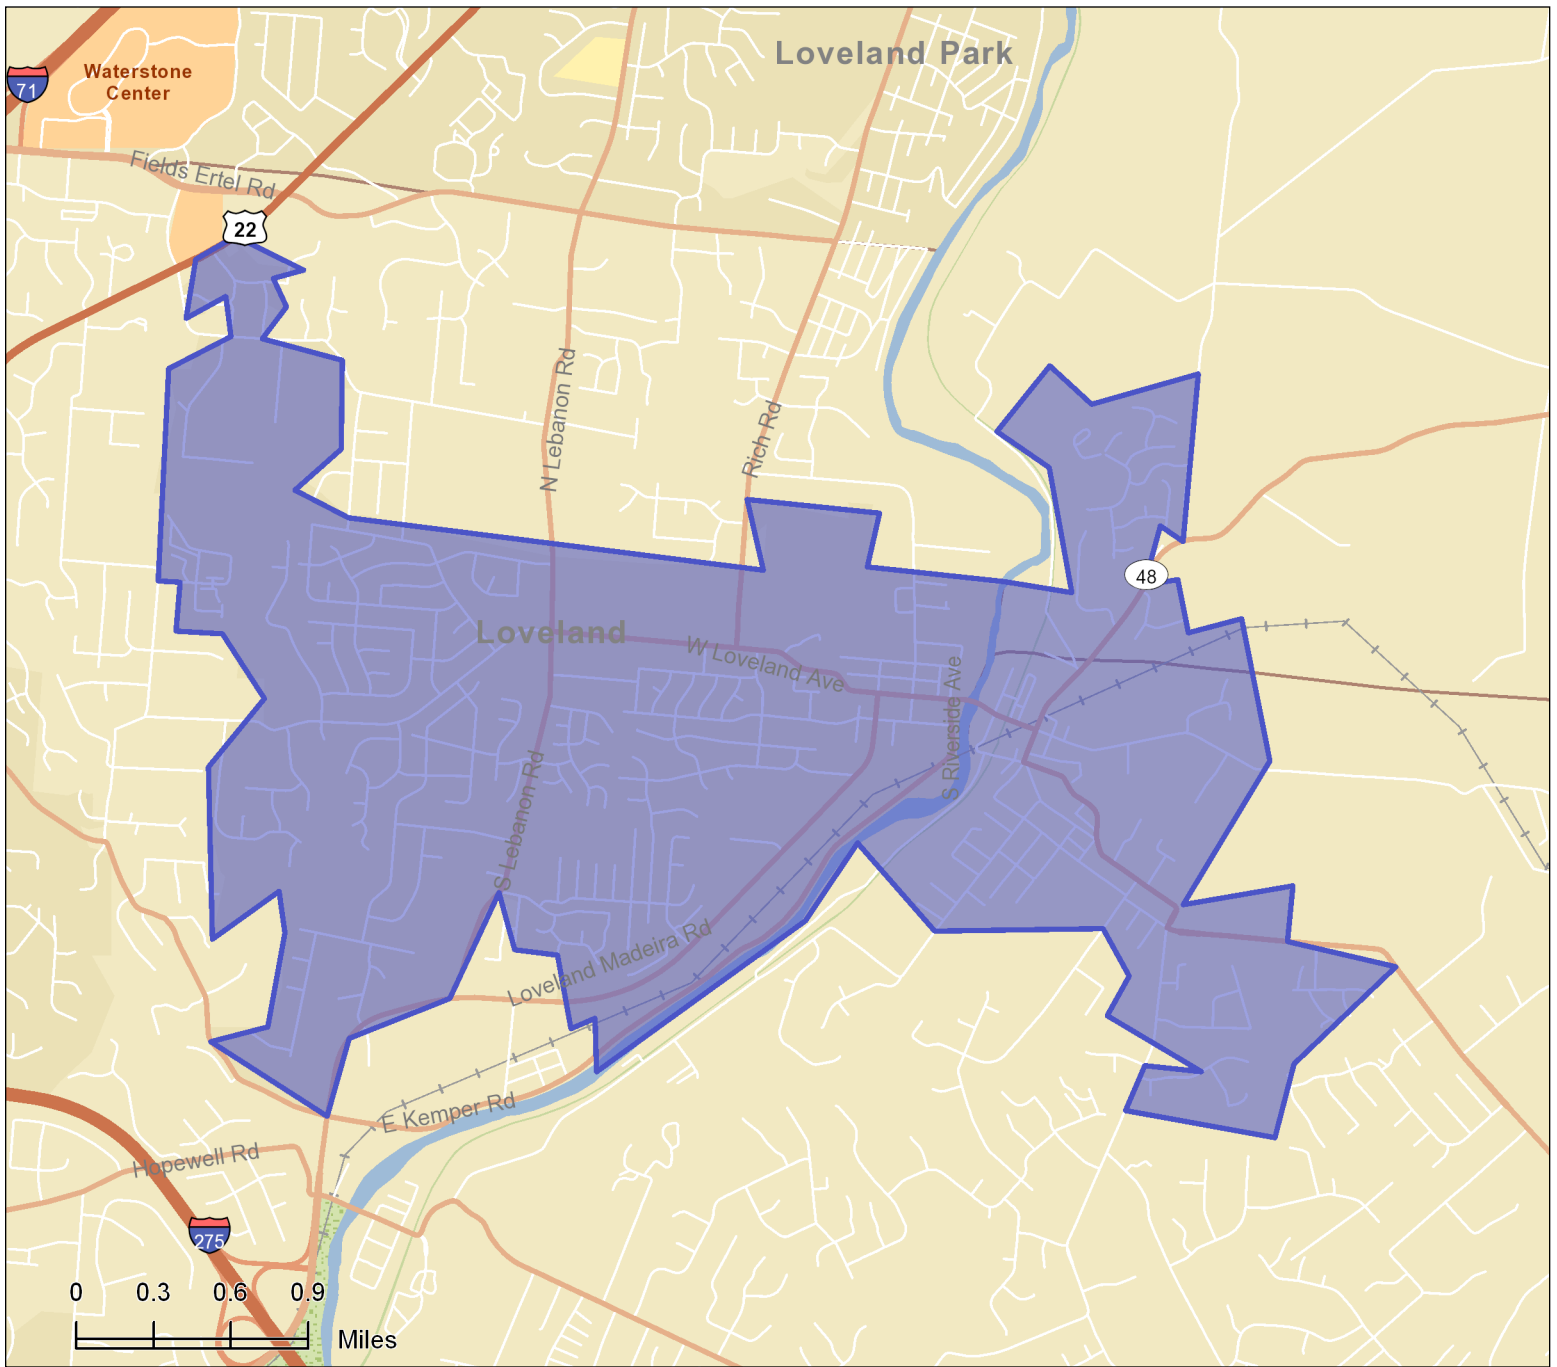 Loveland Park
71
Waterstone
Center
Fields Ertel Rd
22
N Lebanon Rd
Rich Rd
48
Loveland
W Loveland Ave
S Riverside Ave
S Lebanon Rd
Loveland Madeira Rd
E Kemper Rd
Hopewell Rd
275
0 0.3 0.6 0.9
Miles